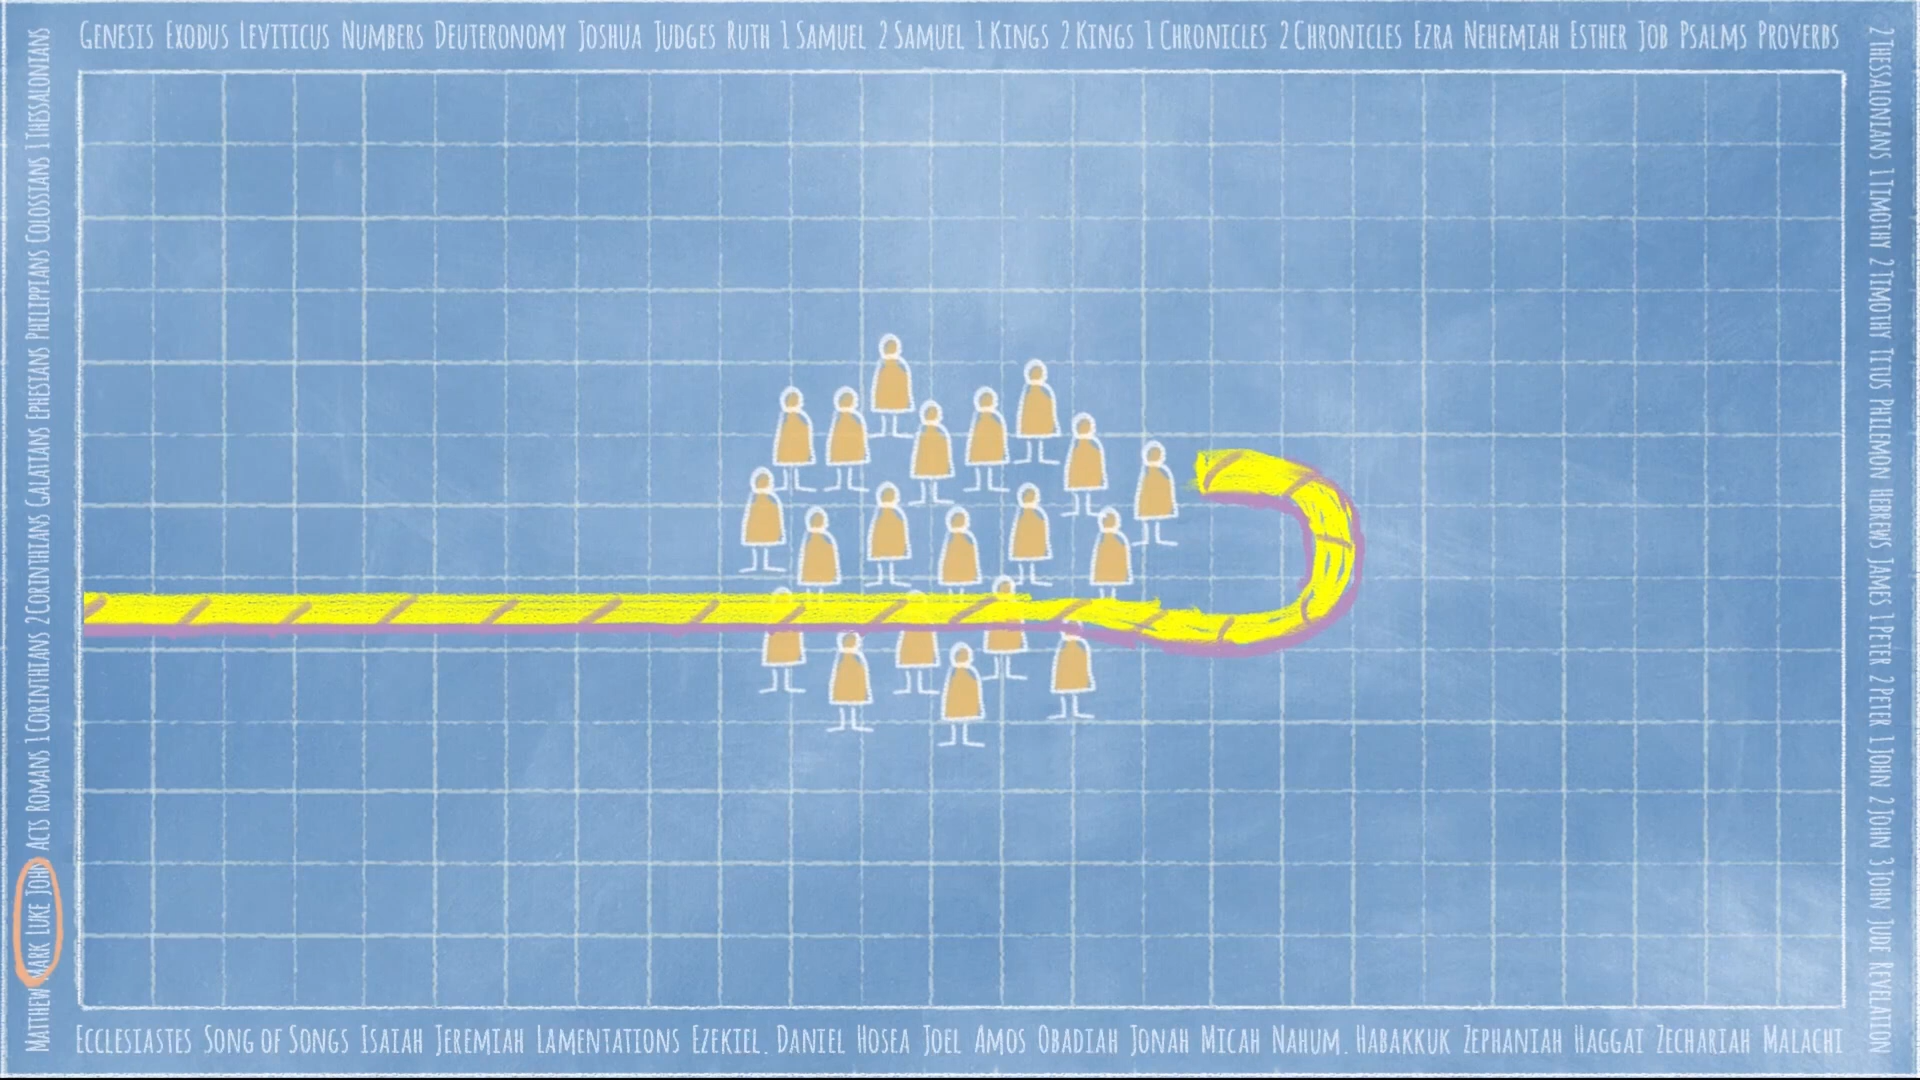 Genesis Exodus Leviticus Numbers Deuteronomy Joshua Judges Ruth 1 Samuel 2 Samuel 1 Kings 2 Kings 1 Chronicles 2 Chronicles Ezra Nehemiah Esther Job Psalms Proverbs
Ecclesiastes Song of Songs Isaiah Jeremiah Lamentations Ezekiel. Daniel Hosea Joel Amos Obadiah Jonah Micah Nahum. Habakkuk Zephaniah Haggai Zechariah Malachi
Matthew Mark Luke John Acts Romans 1 Corinthians 2 Corinthians Galatians Ephesians Philippians Colossians 1 Thessalonians
2 Thessalonians 1 Timothy 2 Timothy Titus Philemon Hebrews James 1 Peter 2 Peter 1 John 2 John 3 John Jude Revelation